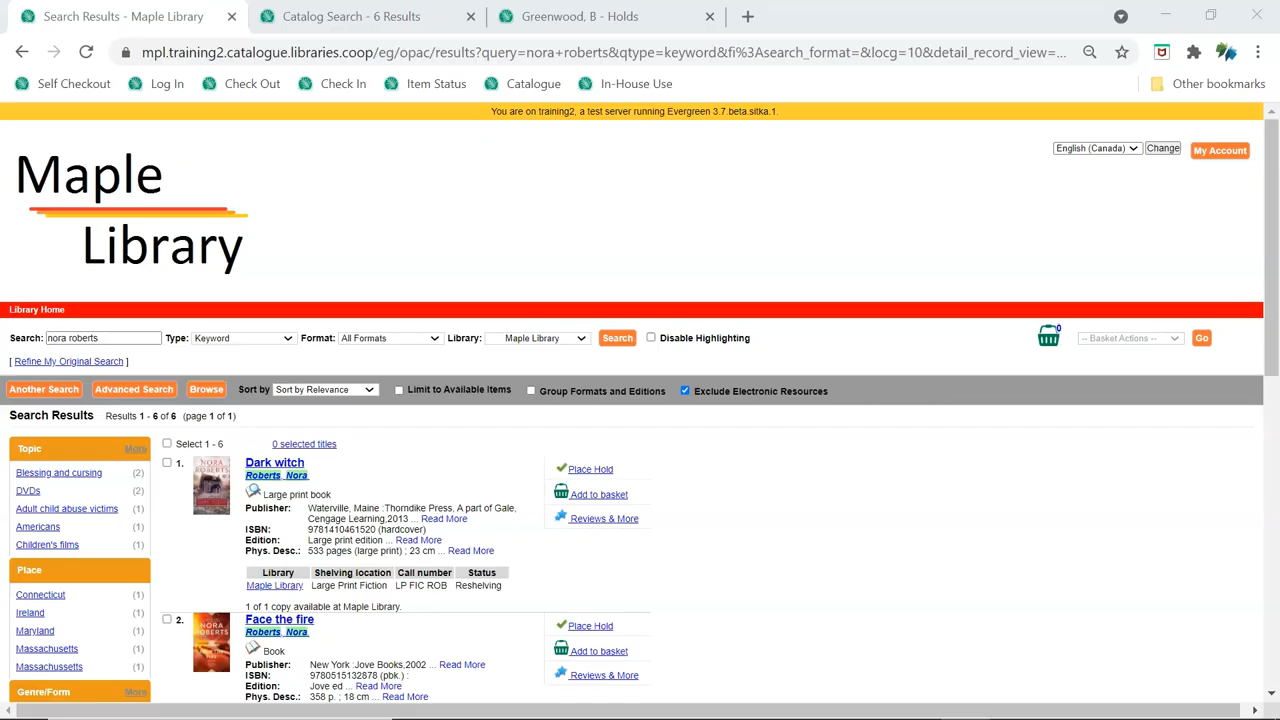 Search Results - Maple Library
Catalog Search - 6 Results
Greenwood, B - Holds
mpl.training2.catalogue.libraries.coop/eg/opac/results?query=nora+roberts&qtype=keyword&fi%3Asearch_format=&locg=10&detail_record_view=...
Self Checkout
Log In
Check Out
Check In
Item Status
Catalogue
In-House Use
Other bookmarks
You are on training2, a test server running Evergreen 3.7.beta.sitka.1.
English (Canada) Change My Account
Maple
Library
Library Home
Search: nora roberts Type: Keyword Format: All Formats Library: Maple Library Search Disable Highlighting 0 -- Basket Actions -- Go
[ Refine My Original Search ]
Another Search Advanced Search Browse Sort by Sort by Relevance Limit to Available Items Group Formats and Editions Exclude Electronic Resources
Search Results Results 1 - 6 of 6 (page 1 of 1)
Topic More
Blessing and cursing (2)
DVDs (2)
Adult child abuse victims (1)
Americans (1)
Children's films (1)
Place
Connecticut (1)
Ireland (1)
Maryland (1)
Massachusetts (1)
Massachussetts (1)
Genre/Form More
Select 1 - 6 0 selected titles
1. Dark witch
Roberts, Nora.
Large print book
Publisher: Waterville, Maine :Thorndike Press, A part of Gale,
Cengage Learning,2013 ... Read More
ISBN: 9781410461520 (hardcover)
Edition: Large print edition ... Read More
Phys. Desc.: 533 pages (large print) ; 23 cm ... Read More
Place Hold
Add to basket
Reviews & More
Library Shelving location Call number Status
Maple Library Large Print Fiction LP FIC ROB Reshelving
1 of 1 copy available at Maple Library.
NORA
ROBERTS
2. Face the fire
Roberts, Nora.
Book
Publisher: New York :Jove Books,2002 ... Read More
ISBN: 9780515132878 (pbk.) :
Edition: Jove ed ... Read More
Phys. Desc.: 358 p. ; 18 cm ... Read More
Place Hold
Add to basket
Reviews & More
NORA
ROBERTS